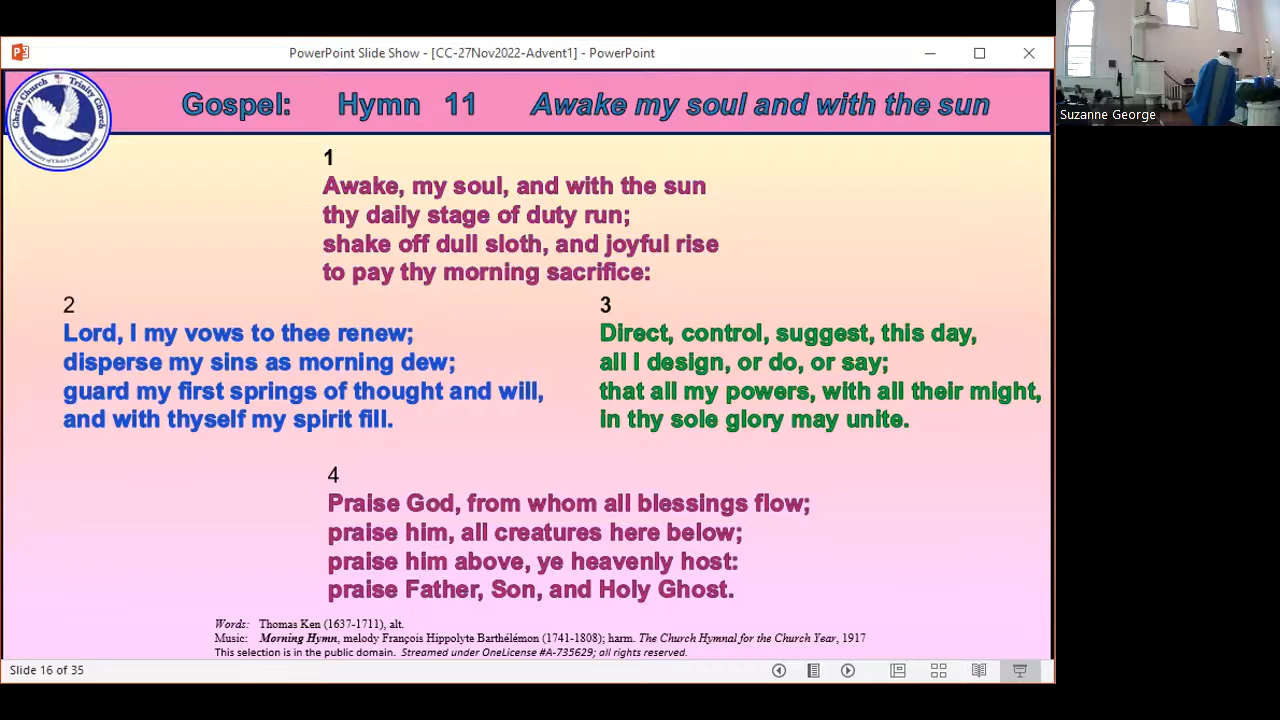 PowerPoint Slide Show - [CC-27Nov2022-Advent1] - PowerPoint
Suzanne George
Christ Church Trinity Church
Gospel: Hymn 11 Awake my soul and with the sun
1
Awake, my soul, and with the sun
thy daily stage of duty run;
shake off dull sloth, and joyful rise
to pay thy morning sacrifice:
2
Lord, I my vows to thee renew;
disperse my sins as morning dew;
guard my first springs of thought and will,
and with thyself my spirit fill.
3
Direct, control, suggest, this day,
all I design, or do, or say;
that all my powers, with all their might,
in thy sole glory may unite.
4
Praise God, from whom all blessings flow;
praise him, all creatures here below;
praise him above, ye heavenly host:
praise Father, Son, and Holy Ghost.
Words: Thomas Ken (1637-1711), alt.
Music: Morning Hymn, melody François Hippolyte Barthélémon (1741-1808); harm. The Church Hymnal for the Church Year, 1917
This selection is in the public domain. Streamed under OneLicense #A-735629; all rights reserved.
Slide 16 of 35